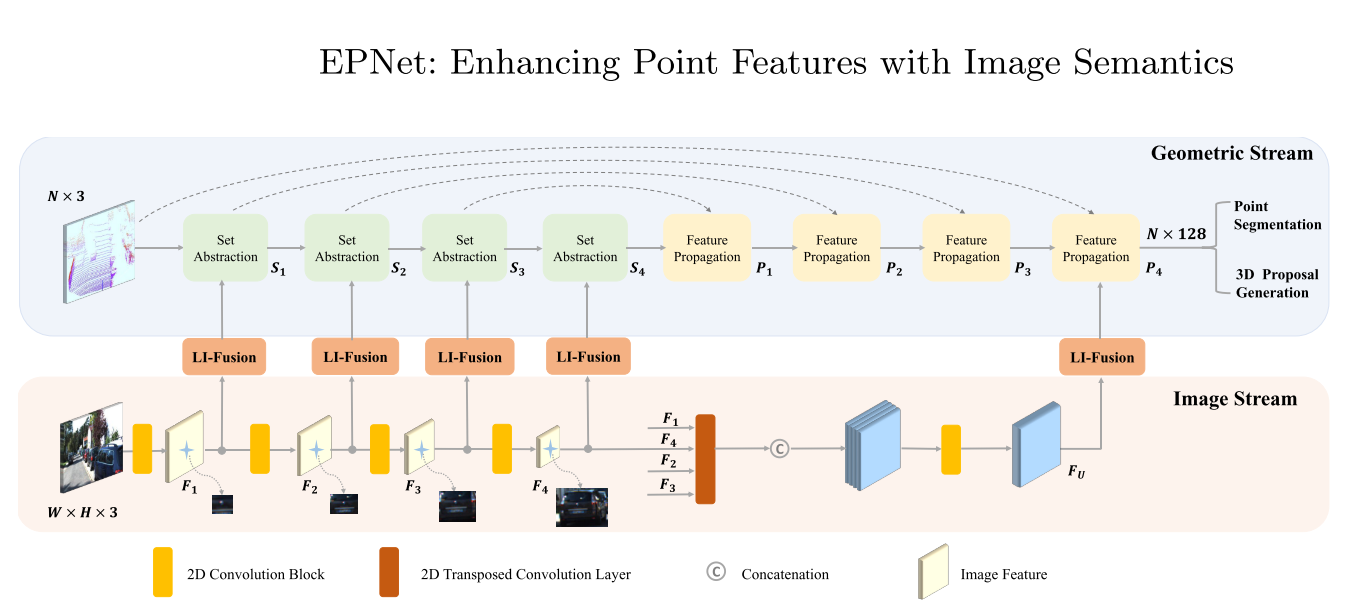 EPNet: Enhancing Point Features with Image Semantics
Geometric Stream
N × 3
Set
Abstraction
S₁
Set
Abstraction
S₂
Set
Abstraction
S₃
Set
Abstraction
S₄
Feature
Propagation
P₁
Feature
Propagation
P₂
Feature
Propagation
P₃
Feature
Propagation
P₄
N × 128
Point
Segmentation
3D Proposal
Generation
LI-Fusion
LI-Fusion
LI-Fusion
LI-Fusion
LI-Fusion
Image Stream
W × H × 3
F₁
F₂
F₃
F₄
F₁
F₄
F₂
F₃
C
F_U
2D Convolution Block
2D Transposed Convolution Layer
C
Concatenation
Image Feature